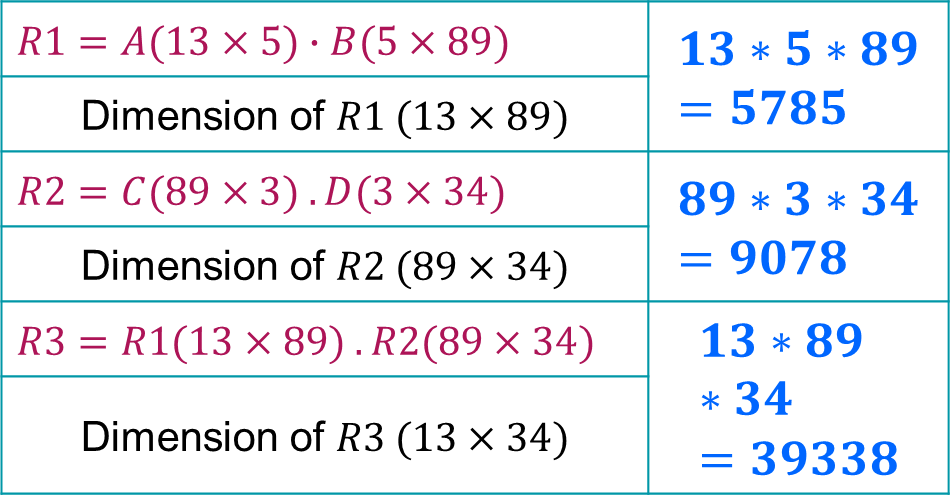 R1 = A(13 × 5) · B(5 × 89)
Dimension of R1 (13 × 89)
13 ∗ 5 ∗ 89
= 5785
R2 = C(89 × 3) . D(3 × 34)
Dimension of R2 (89 × 34)
89 ∗ 3 ∗ 34
= 9078
R3 = R1(13 × 89) . R2(89 × 34)
Dimension of R3 (13 × 34)
13 ∗ 89
∗ 34
= 39338